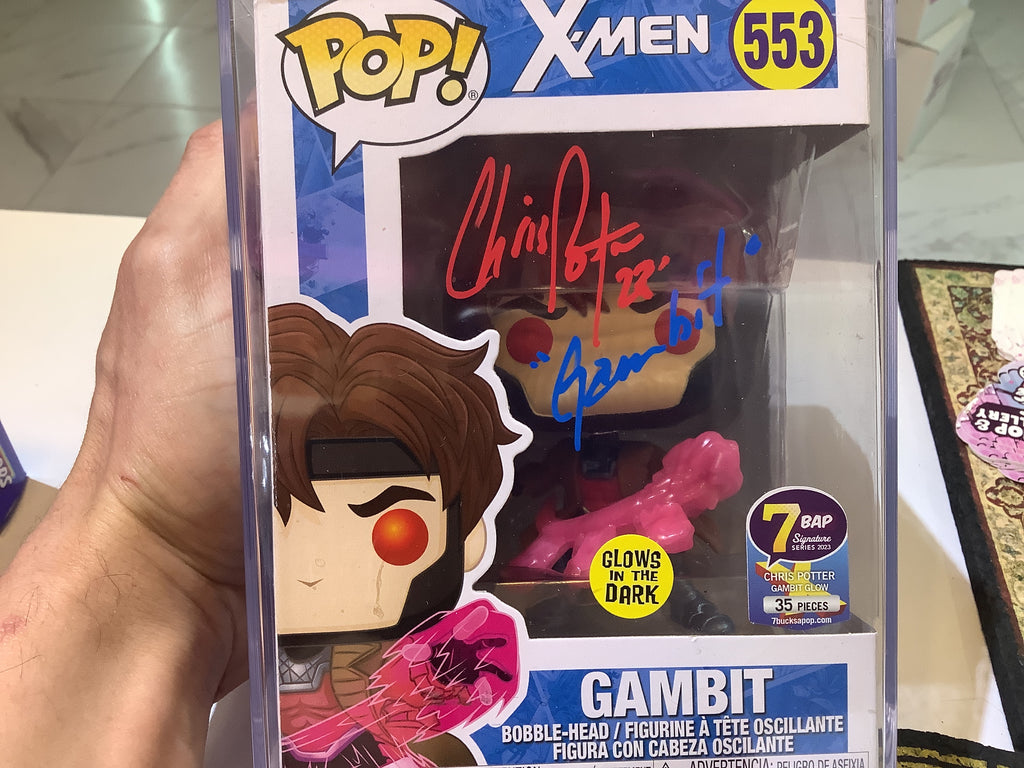 POP!®
X-MEN
553
Chris Potter
22'
"Gambit"
GLOWS
IN THE
DARK
7 BAP
Signature
SERIES 2023
CHRIS POTTER
GAMBIT GLOW
35 PIECES
7bucksapop.com
GAMBIT
BOBBLE-HEAD / FIGURINE À TÊTE OSCILLANTE
FIGURA CON CABEZA OSCILANTE
ADVERTENCIA: PELIGRO DE ASFIXIA